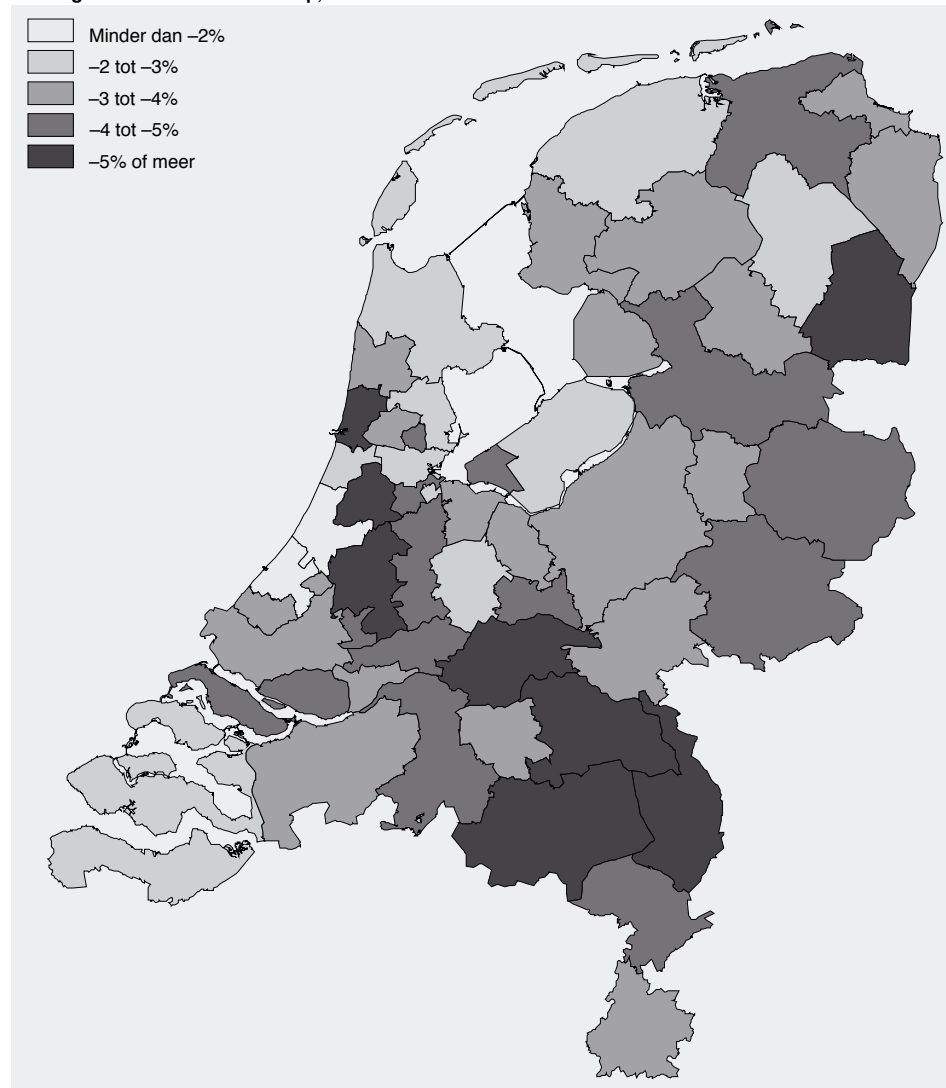 Minder dan –2%
–2 tot –3%
–3 tot –4%
–4 tot –5%
–5% of meer